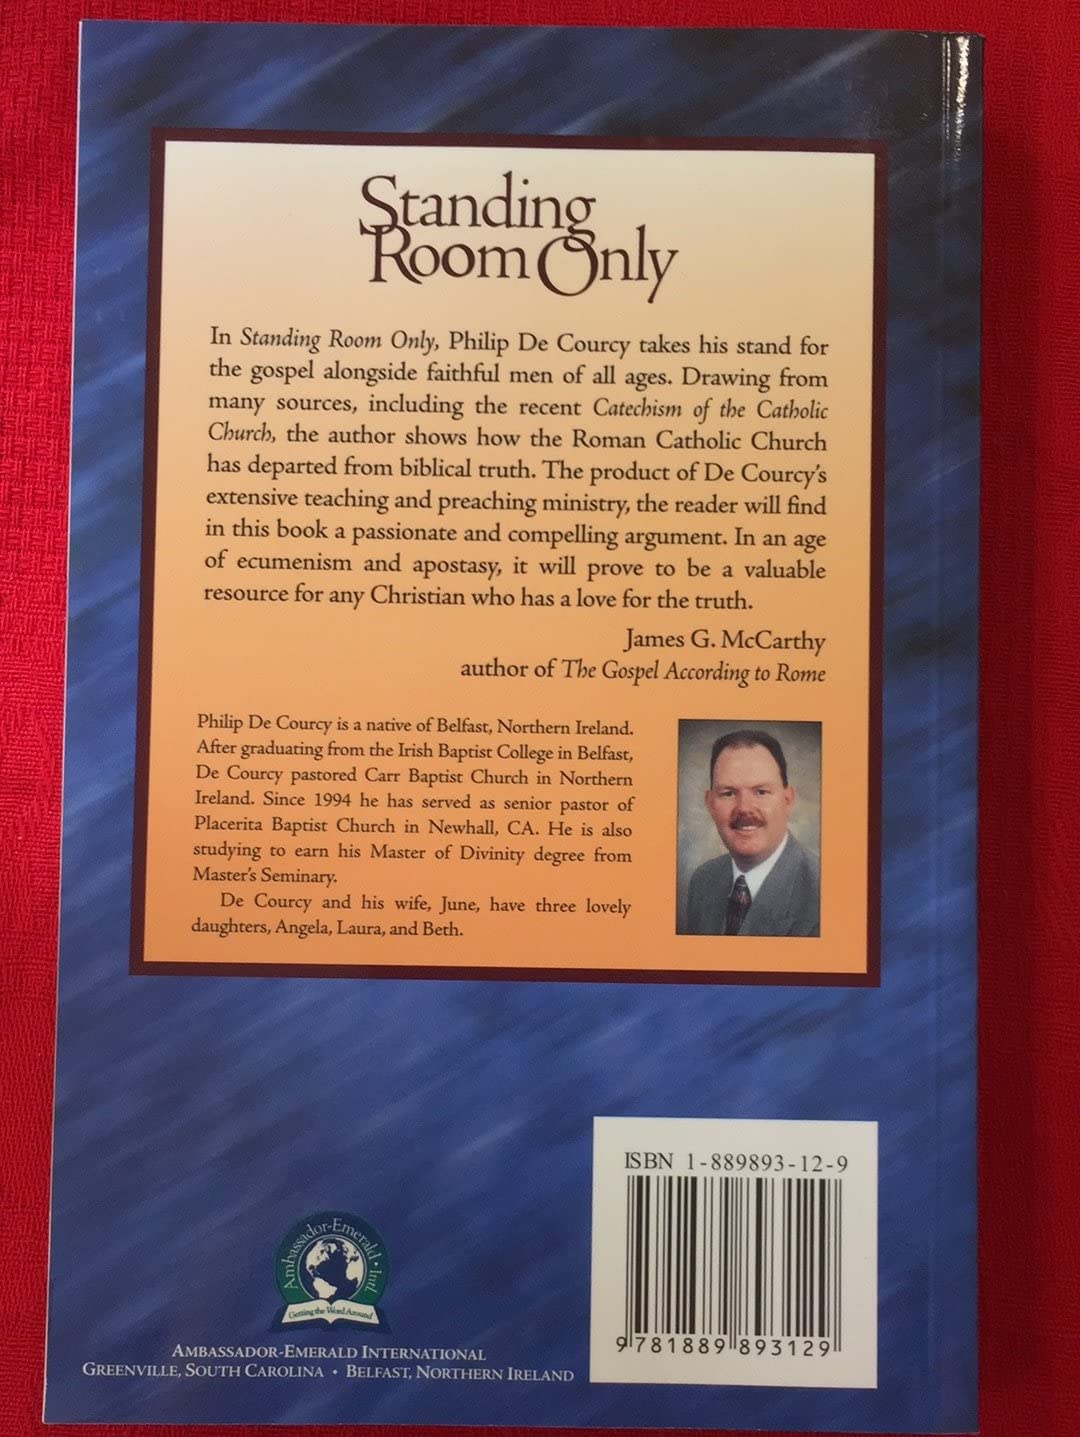 Standing
Room Only
In Standing Room Only, Philip De Courcy takes his stand for
the gospel alongside faithful men of all ages. Drawing from
many sources, including the recent Catechism of the Catholic
Church, the author shows how the Roman Catholic Church
has departed from biblical truth. The product of De Courcy's
extensive teaching and preaching ministry, the reader will find
in this book a passionate and compelling argument. In an age
of ecumenism and apostasy, it will prove to be a valuable
resource for any Christian who has a love for the truth.
James G. McCarthy
author of The Gospel According to Rome
Philip De Courcy is a native of Belfast, Northern Ireland.
After graduating from the Irish Baptist College in Belfast,
De Courcy pastored Carr Baptist Church in Northern
Ireland. Since 1994 he has served as senior pastor of
Placerita Baptist Church in Newhall, CA. He is also
studying to earn his Master of Divinity degree from
Master's Seminary.
De Courcy and his wife, June, have three lovely
daughters, Angela, Laura, and Beth.
ISBN 1-889893-12-9
9 781889 893129
Ambassador-Emerald • Intl.
Getting the Word Around
AMBASSADOR-EMERALD INTERNATIONAL
GREENVILLE, SOUTH CAROLINA • BELFAST, NORTHERN IRELAND